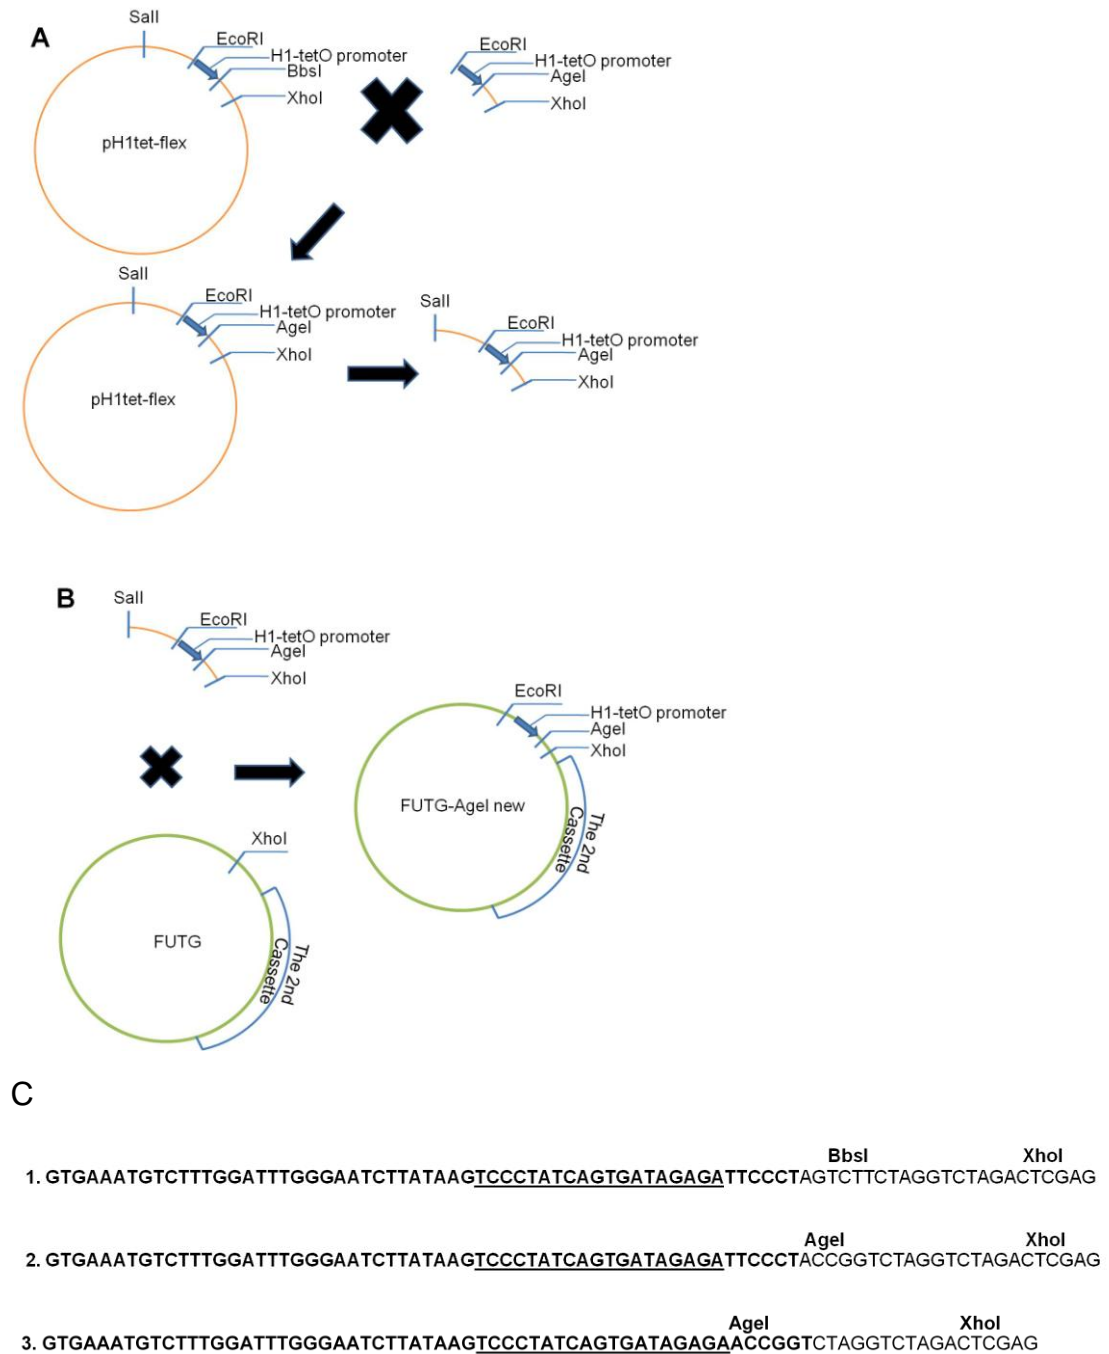 A
SalI
EcoRI
H1-tetO promoter
BbsI
XhoI
pH1tet-flex
EcoRI
H1-tetO promoter
AgeI
XhoI
SalI
EcoRI
H1-tetO promoter
AgeI
XhoI
pH1tet-flex
SalI
EcoRI
H1-tetO promoter
AgeI
XhoI
B
SalI
EcoRI
H1-tetO promoter
AgeI
XhoI
EcoRI
H1-tetO promoter
AgeI
XhoI
FUTG-AgeI new
The 2nd
Cassette
XhoI
FUTG
The 2nd
Cassette
C
BbsI XhoI
1. GTGAAATGTCTTTGGATTTGGGAATCTTATAAGTCCCTATCAGTGATAGAGATTCCCTAGTCTTCTAGGTCTAGACTCGAG
AgeI XhoI
2. GTGAAATGTCTTTGGATTTGGGAATCTTATAAGTCCCTATCAGTGATAGAGATTCCCTACCGGTCTAGGTCTAGACTCGAG
AgeI XhoI
3. GTGAAATGTCTTTGGATTTGGGAATCTTATAAGTCCCTATCAGTGATAGAGAACCGGTCTAGGTCTAGACTCGAG